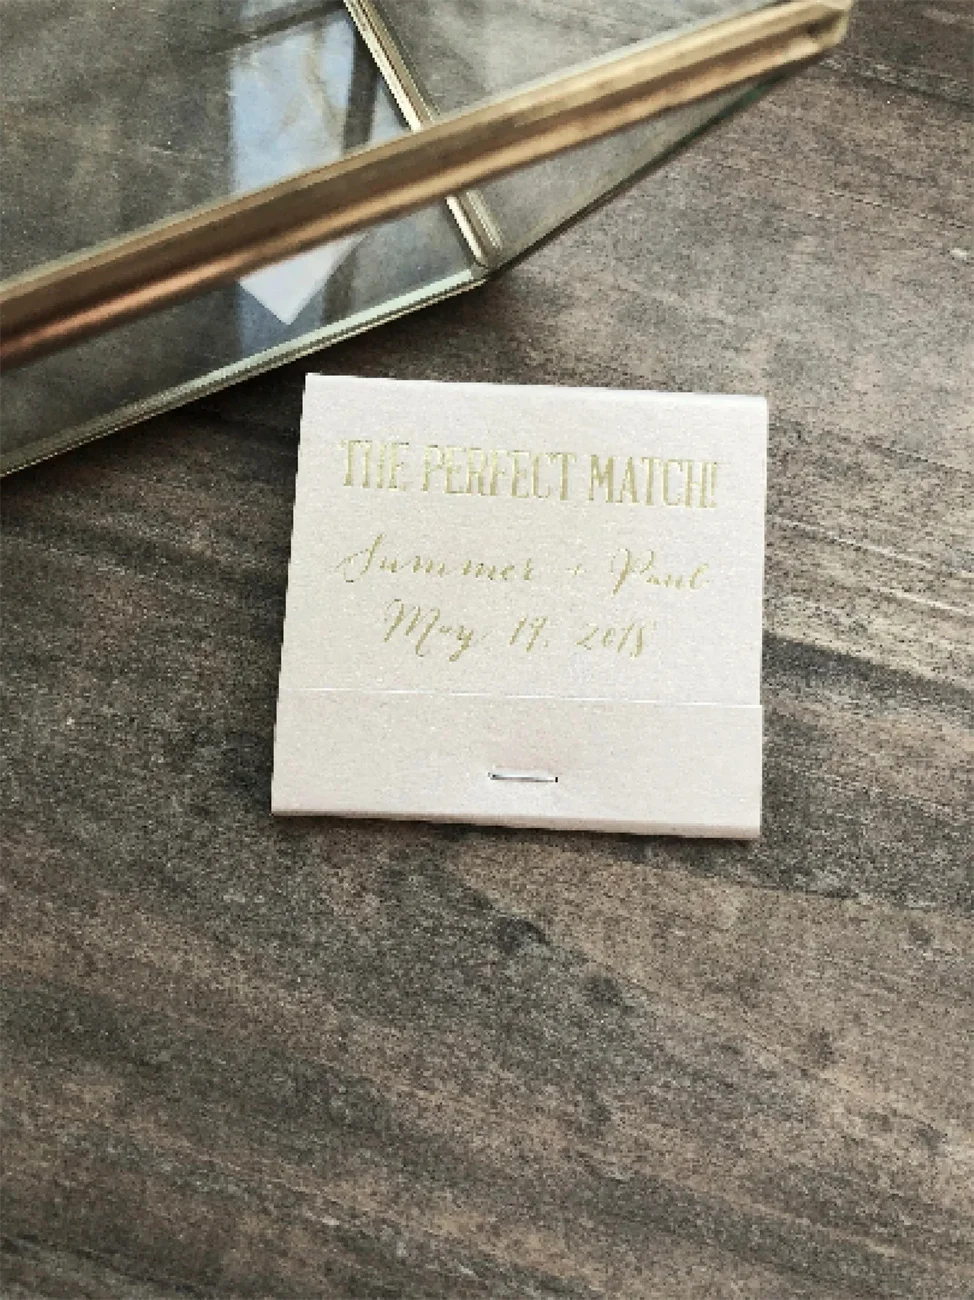 THE PERFECT MATCH!
Summer + Paul
May 19, 2018